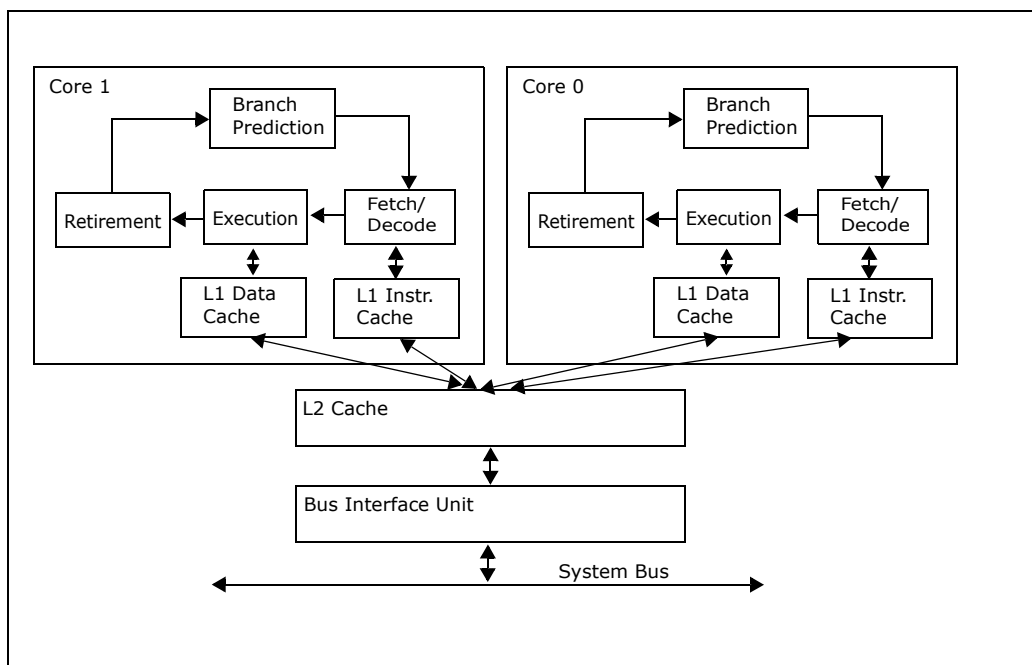 Core 1
Branch
Prediction
Retirement
Execution
Fetch/
Decode
L1 Data
Cache
L1 Instr.
Cache
Core 0
Branch
Prediction
Retirement
Execution
Fetch/
Decode
L1 Data
Cache
L1 Instr.
Cache
L2 Cache
Bus Interface Unit
System Bus